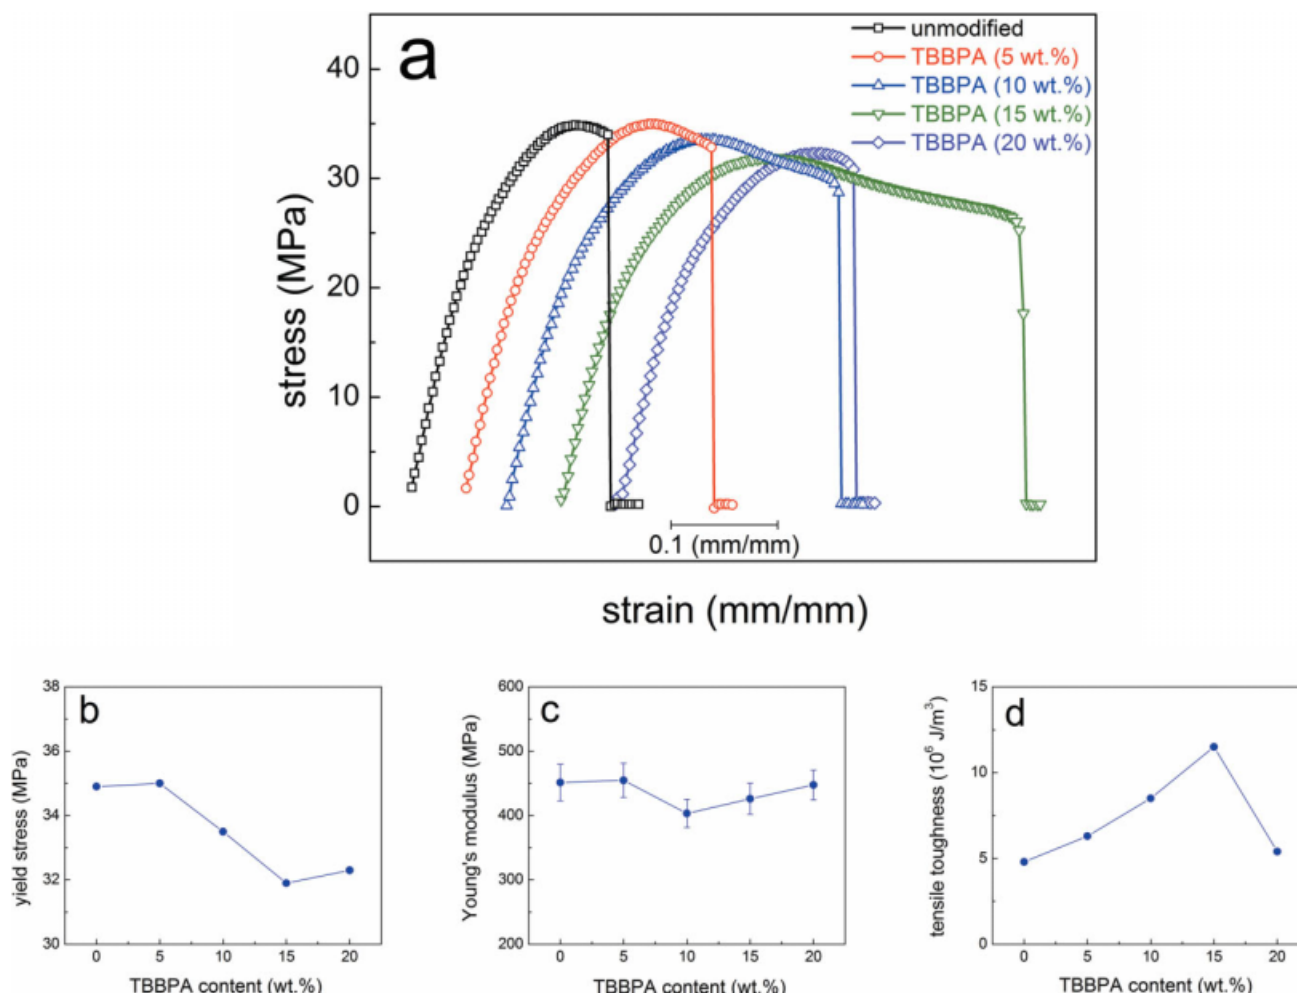 a
unmodified
TBBPA (5 wt.%)
TBBPA (10 wt.%)
TBBPA (15 wt.%)
TBBPA (20 wt.%)
40
30
20
10
0
stress (MPa)
0.1 (mm/mm)
strain (mm/mm)
b
38
36
34
32
30
yield stress (MPa)
0 5 10 15 20
TBBPA content (wt.%)
c
600
500
400
300
200
Young's modulus (MPa)
0 5 10 15 20
TBBPA content (wt.%)
d
15
10
5
0
tensile toughness (10⁶ J/m³)
0 5 10 15 20
TBBPA content (wt.%)